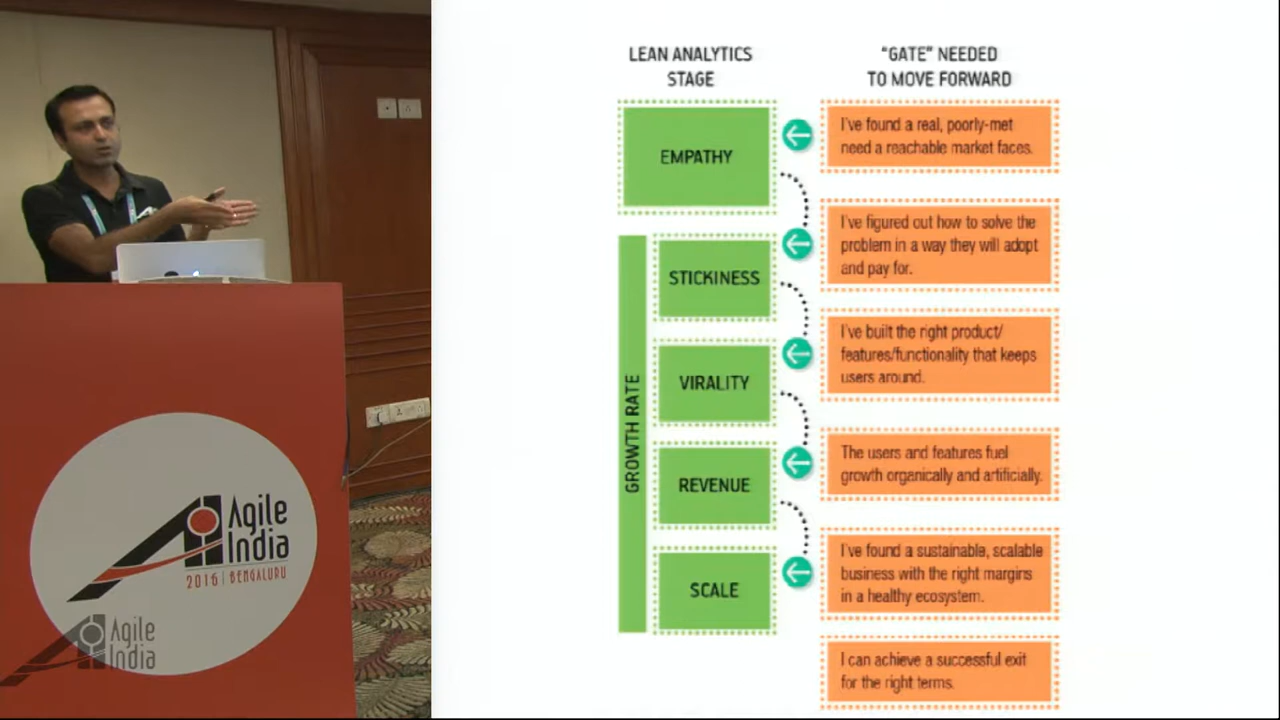 LEAN ANALYTICS
STAGE
"GATE" NEEDED
TO MOVE FORWARD
EMPATHY
I've found a real, poorly-met
need a reachable market faces.
STICKINESS
I've figured out how to solve the
problem in a way they will adopt
and pay for.
VIRALITY
I've built the right product/
features/functionality that keeps
users around.
REVENUE
The users and features fuel
growth organically and artificially.
SCALE
I've found a sustainable, scalable
business with the right margins
in a healthy ecosystem.
I can achieve a successful exit
for the right terms.
GROWTH RATE
Agile
India
2016 | BENGALURU
Agile
India